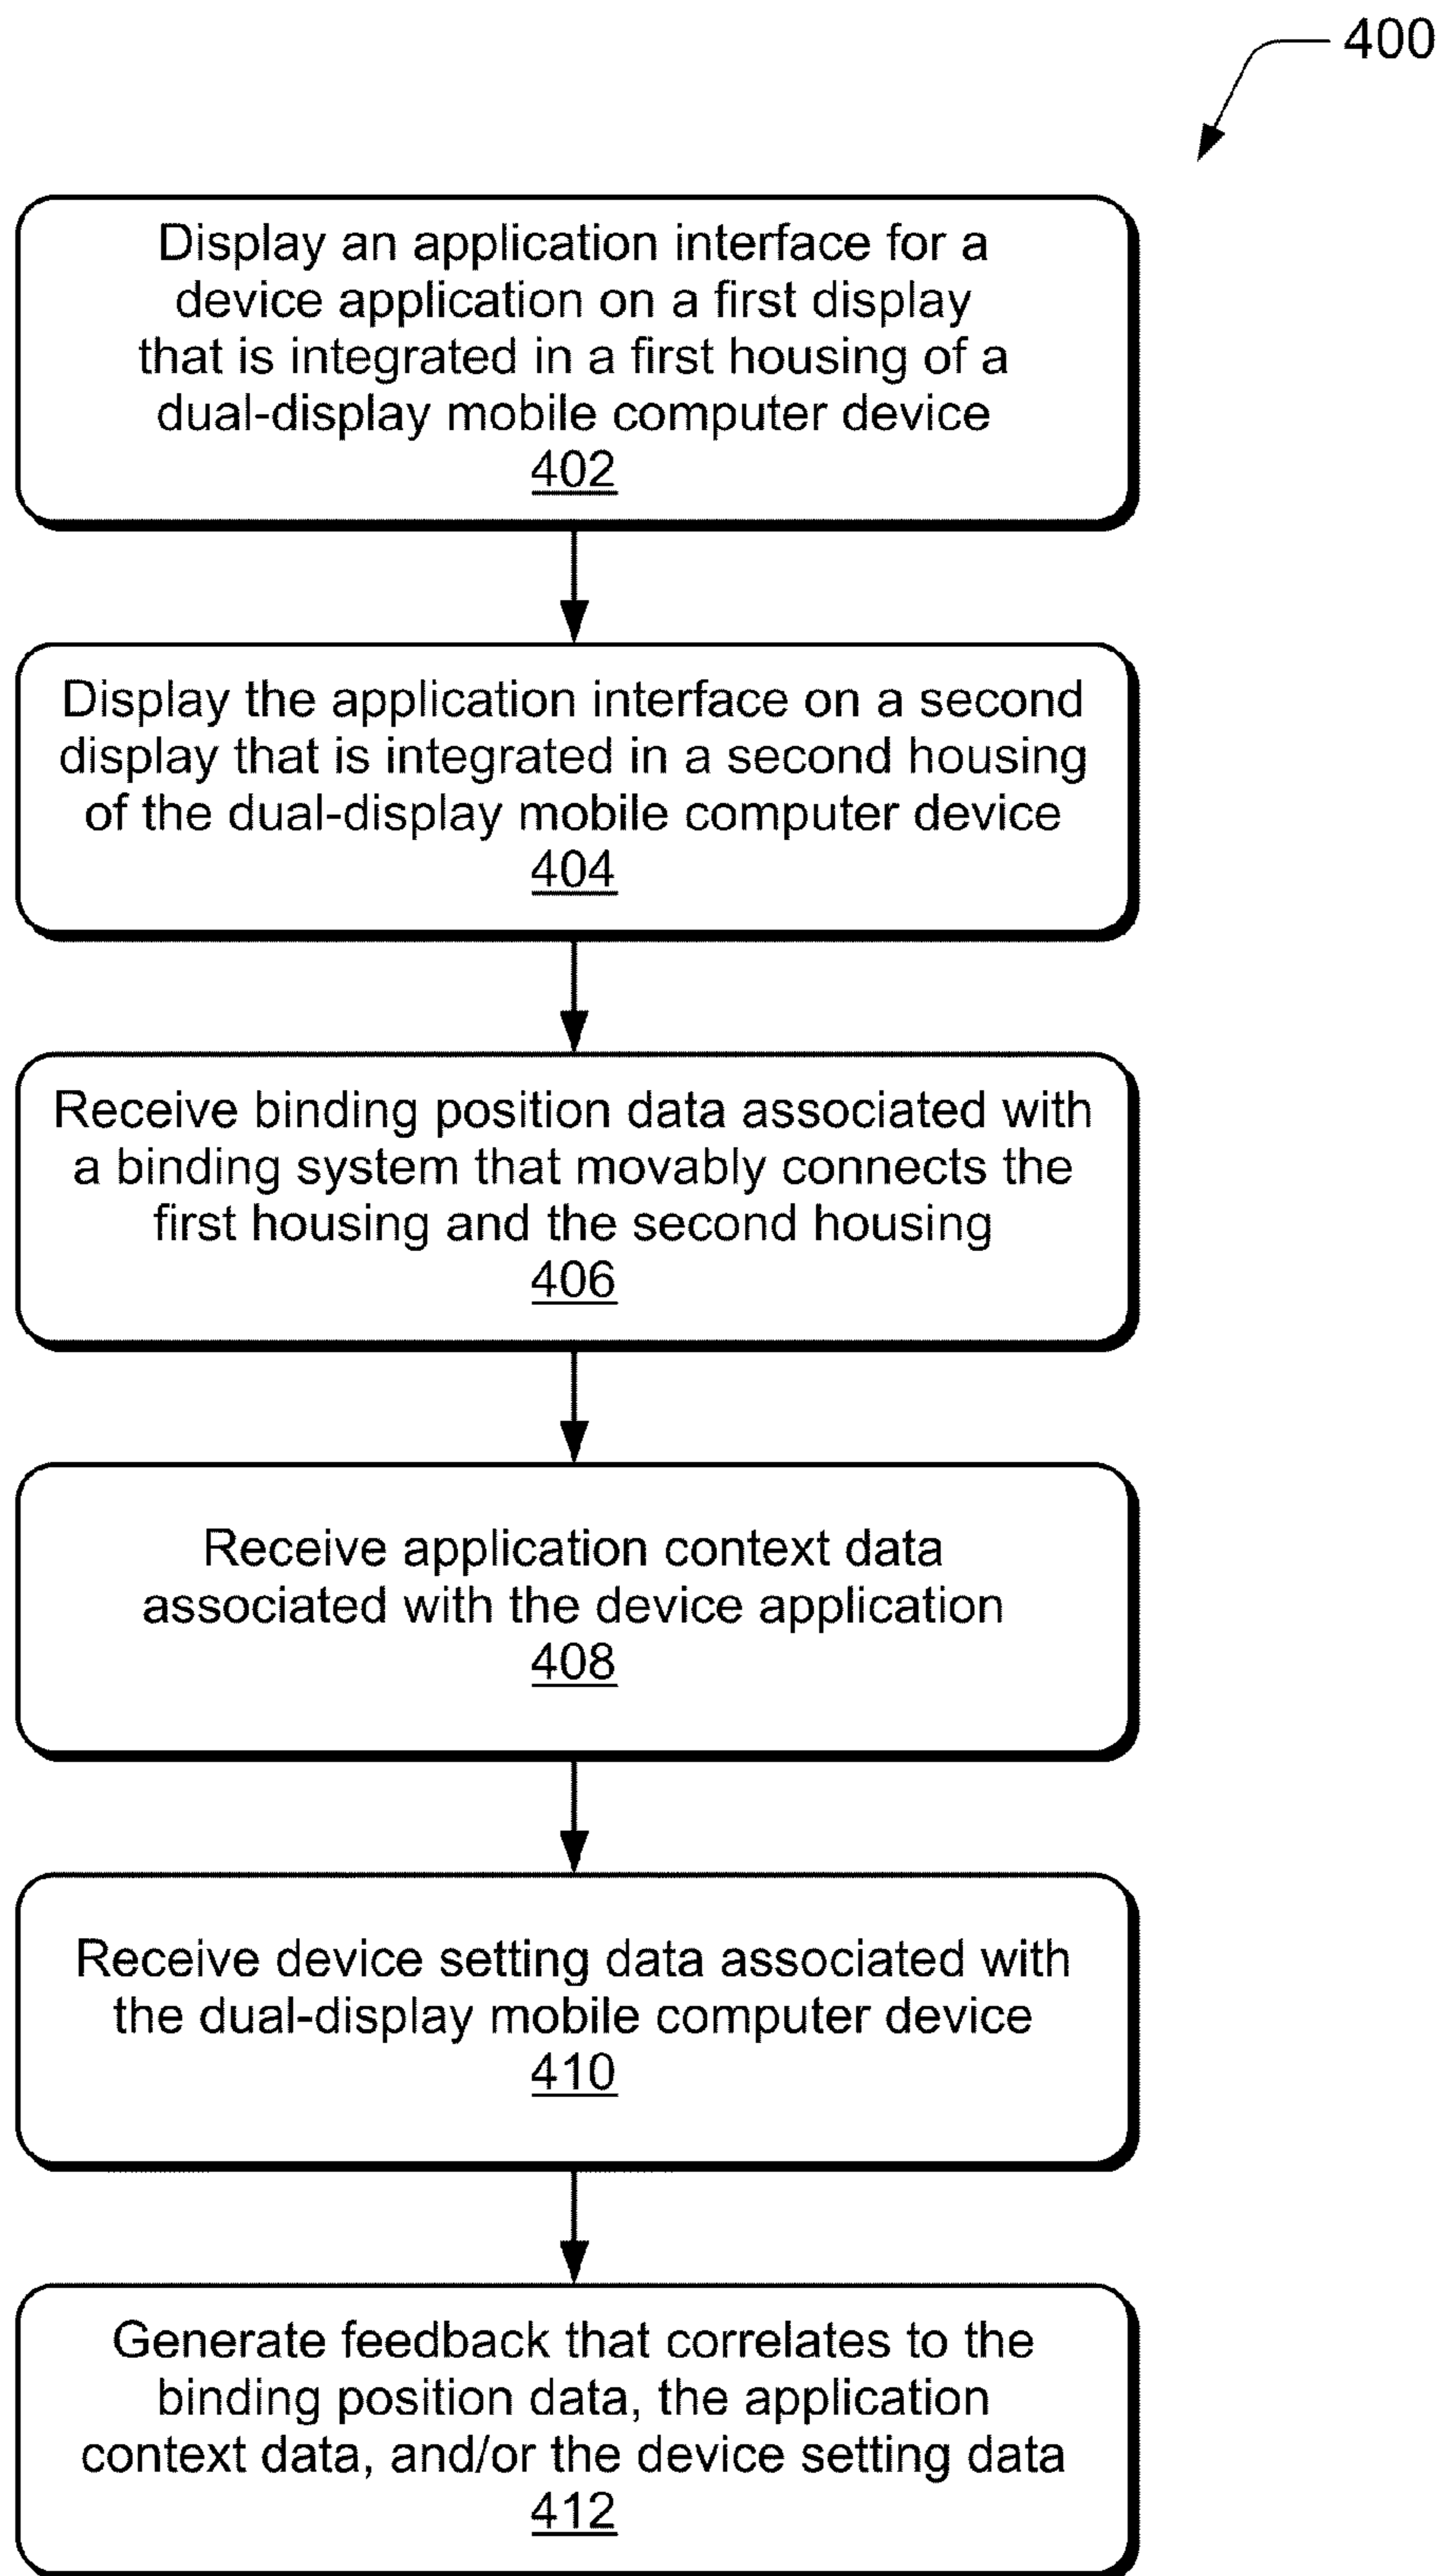 400
Display an application interface for a
device application on a first display
that is integrated in a first housing of a
dual-display mobile computer device
402
Display the application interface on a second
display that is integrated in a second housing
of the dual-display mobile computer device
404
Receive binding position data associated with
a binding system that movably connects the
first housing and the second housing
406
Receive application context data
associated with the device application
408
Receive device setting data associated with
the dual-display mobile computer device
410
Generate feedback that correlates to the
binding position data, the application
context data, and/or the device setting data
412